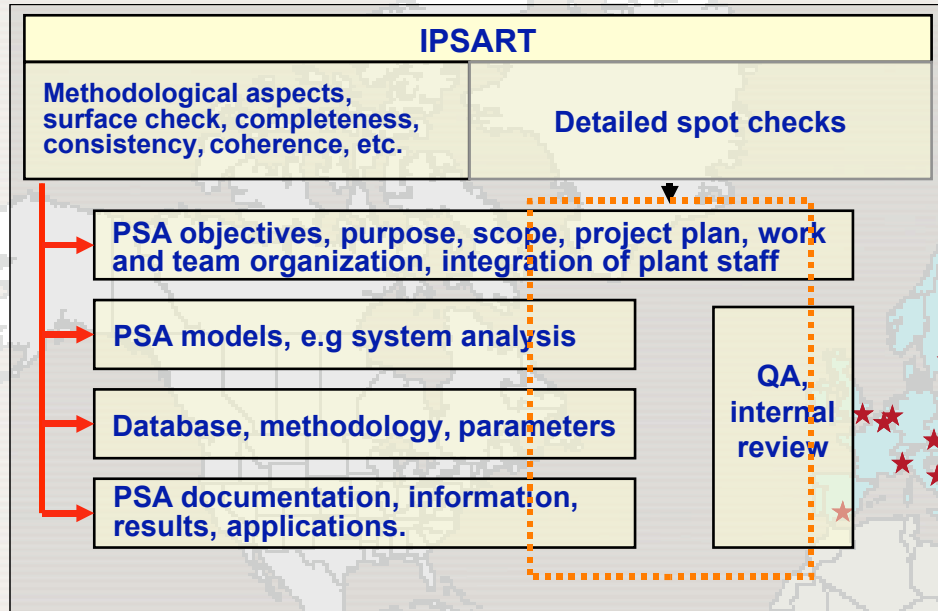 IPSART
Methodological aspects,
surface check, completeness,
consistency, coherence, etc.
Detailed spot checks
PSA objectives, purpose, scope, project plan, work
and team organization, integration of plant staff
PSA models, e.g system analysis
Database, methodology, parameters
PSA documentation, information,
results, applications.
QA,
internal
review